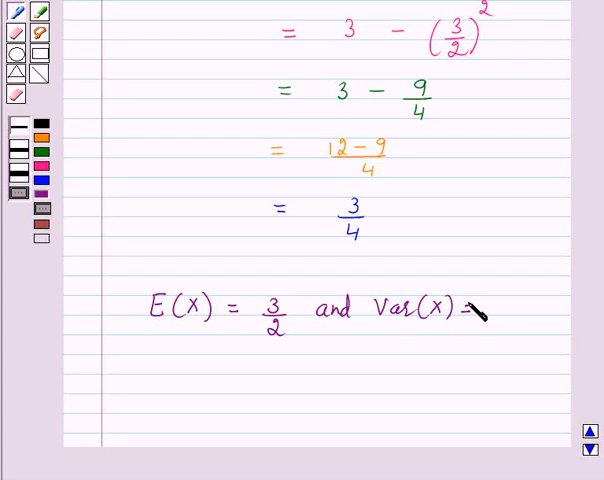 = 3 - (3/2)²
= 3 - 9/4
= 12 - 9/4
= 3/4
E(X) = 3/2 and Var(X) =